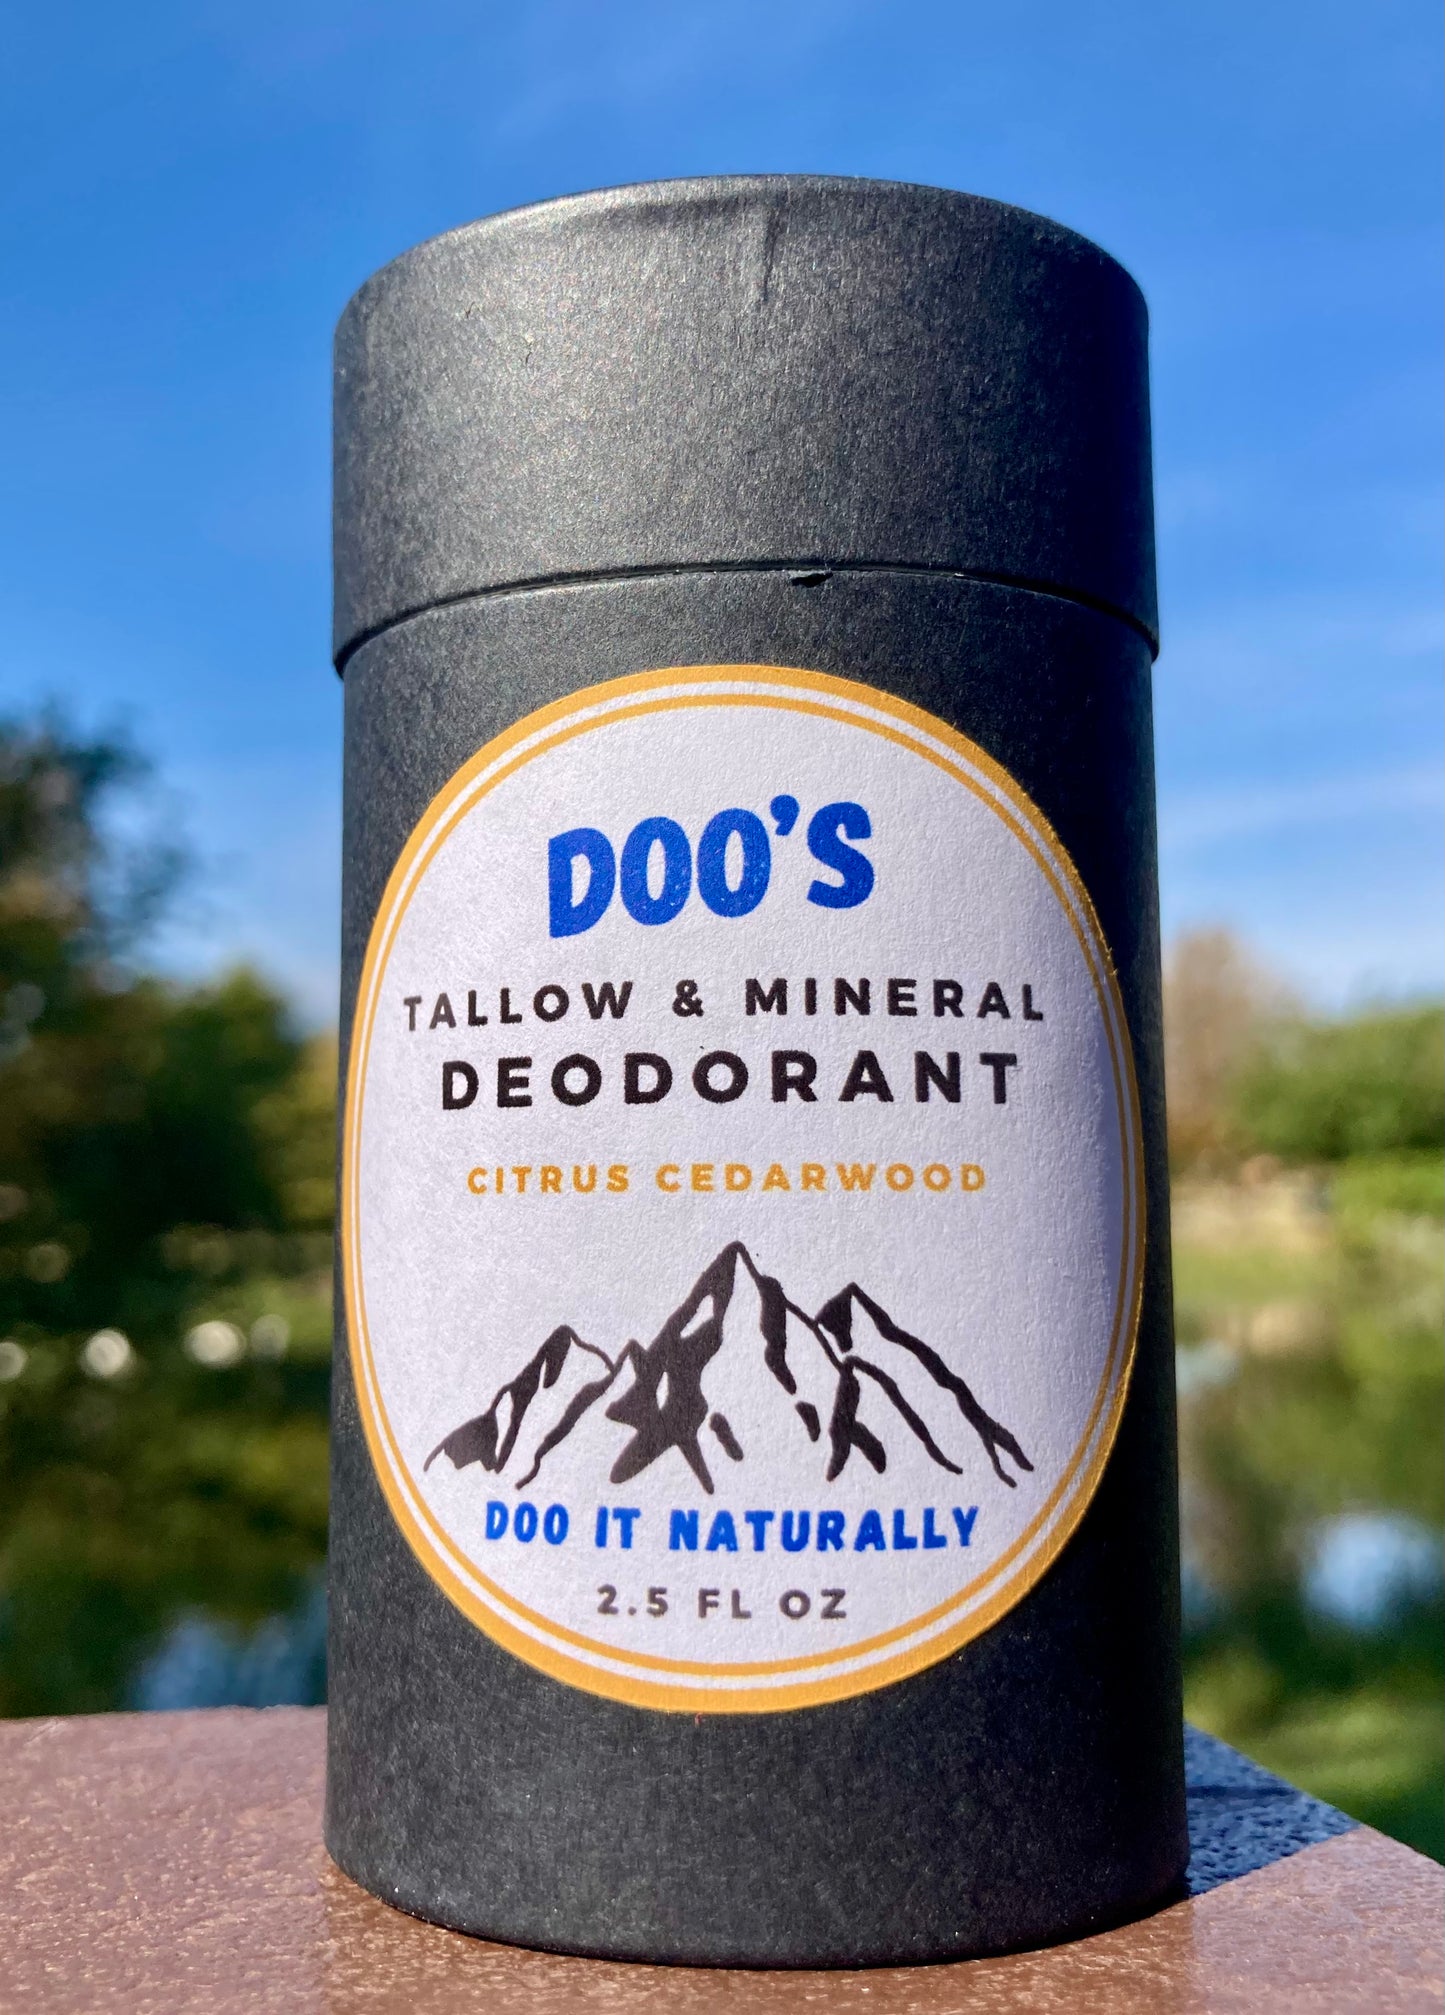 DOO'S
TALLOW & MINERAL
DEODORANT
CITRUS CEDARWOOD
DOO IT NATURALLY
2.5 FL OZ